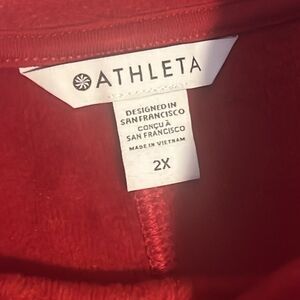 ATHLETA
DESIGNED IN
SAN FRANCISCO
CONÇU À
SAN FRANCISCO
MADE IN VIETNAM
2X